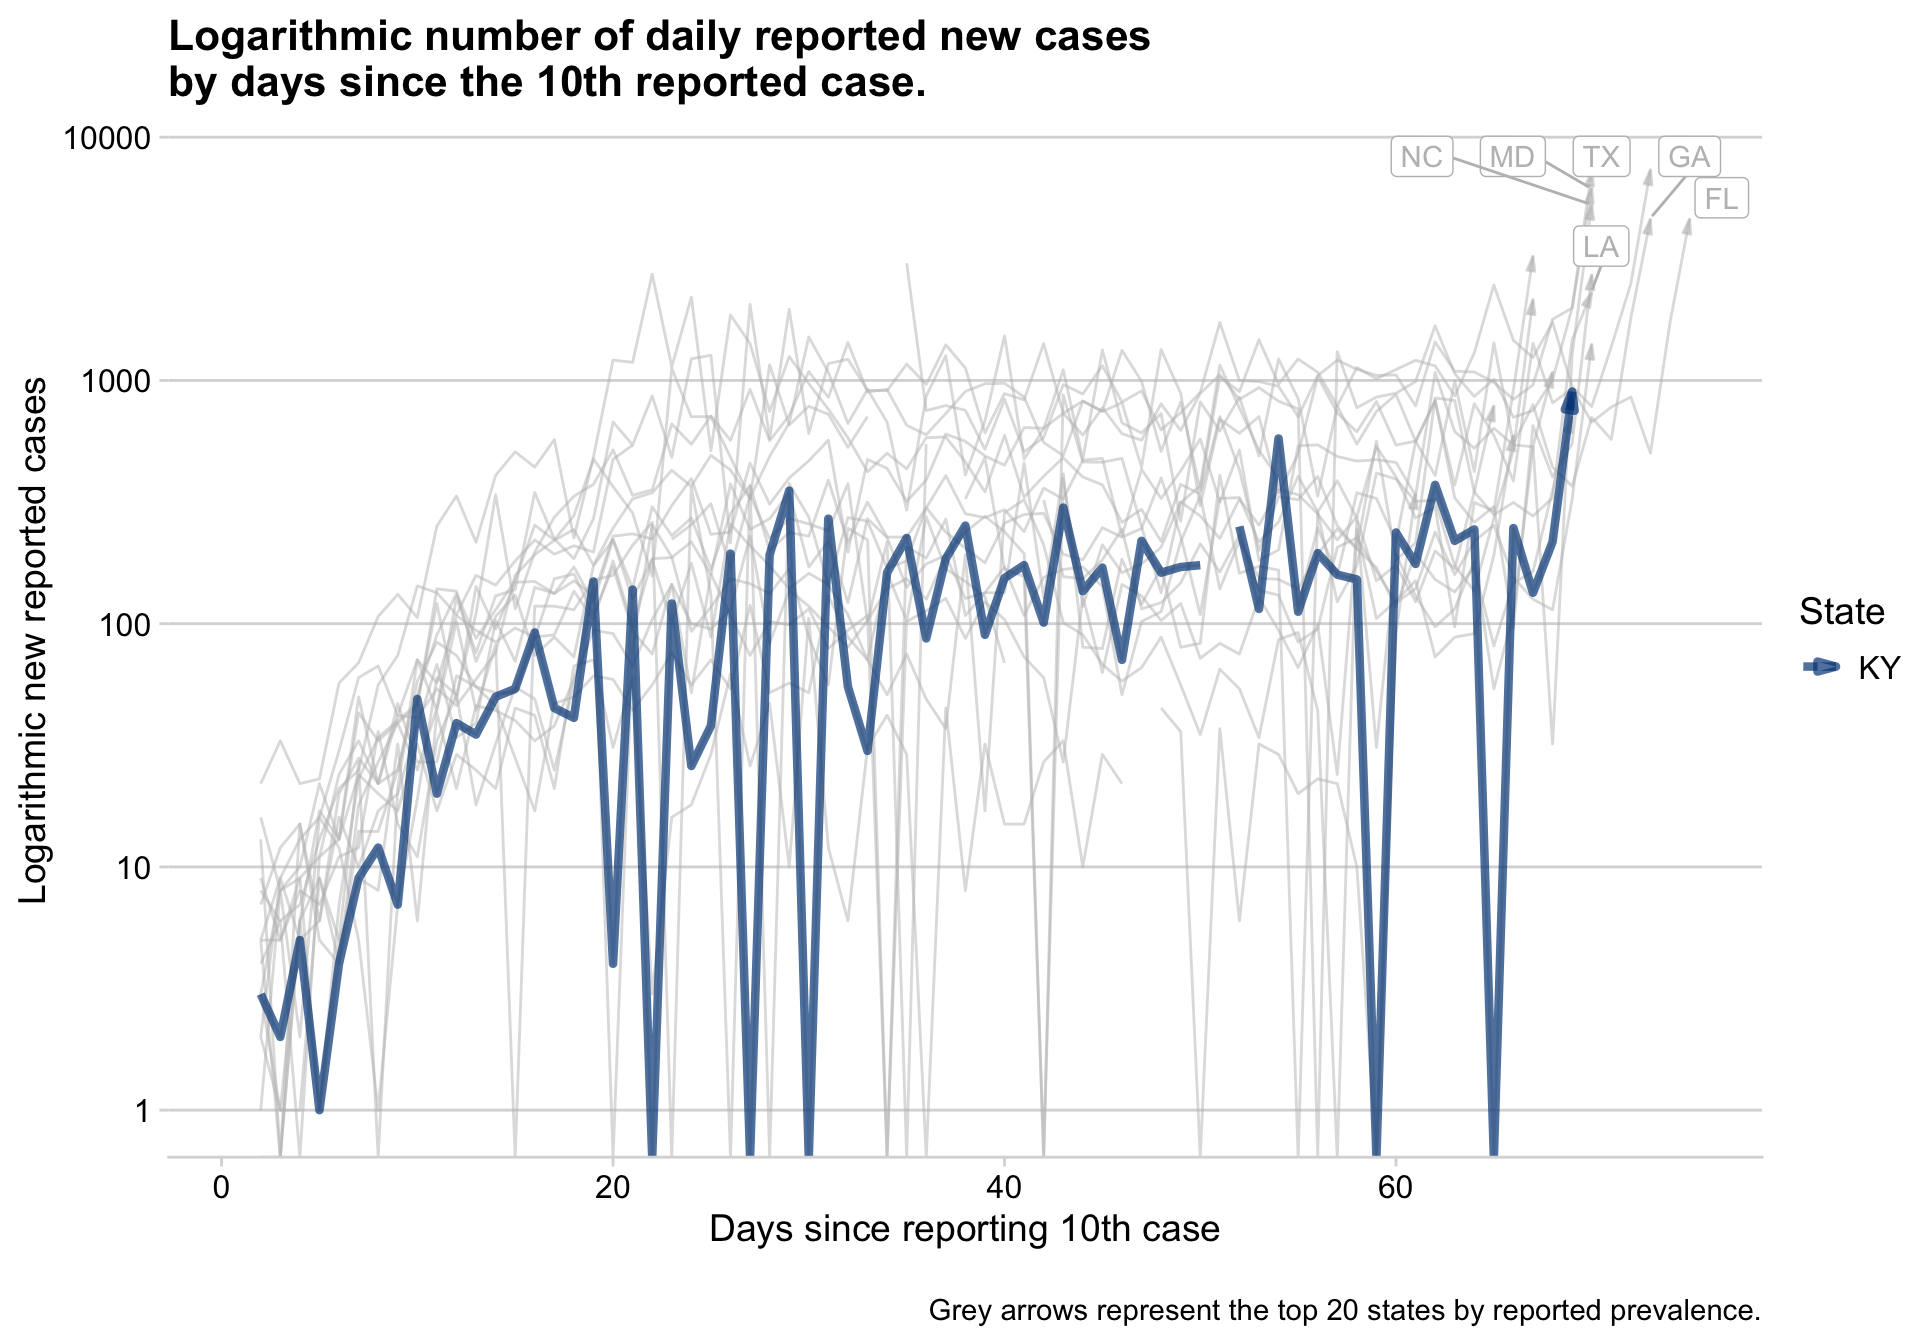 Logarithmic number of daily reported new cases
by days since the 10th reported case.
10000
1000
100
10
1
Logarithmic new reported cases
NC
MD
TX
GA
FL
LA
0
20
40
60
Days since reporting 10th case
State
KY
Grey arrows represent the top 20 states by reported prevalence.